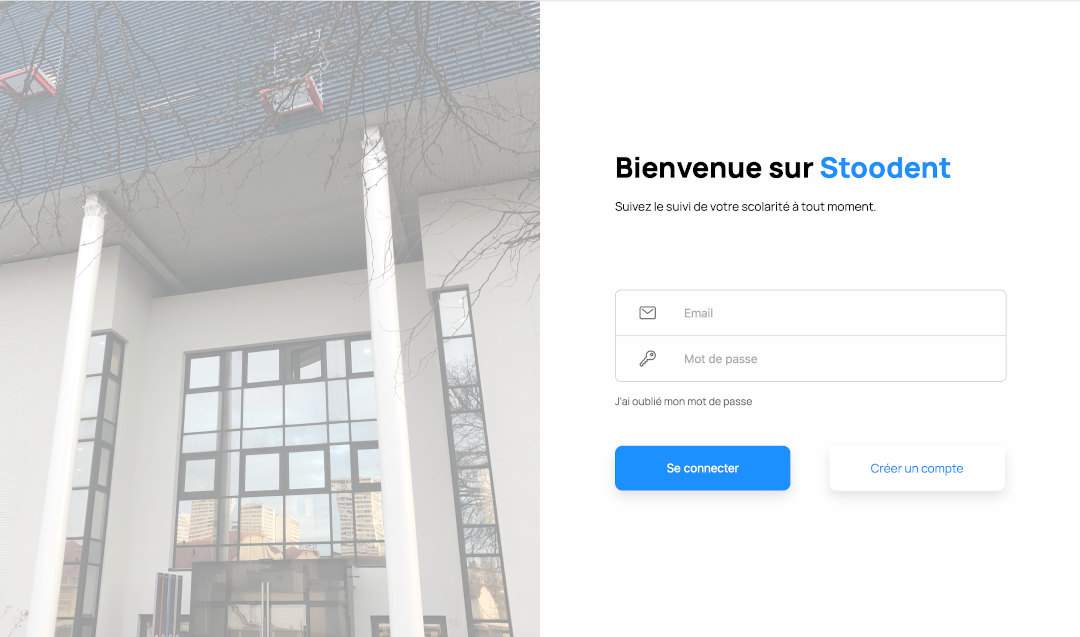 Bienvenue sur Stoodent
Suivez le suivi de votre scolarité à tout moment.
Email
Mot de passe
J'ai oublié mon mot de passe
Se connecter
Créer un compte